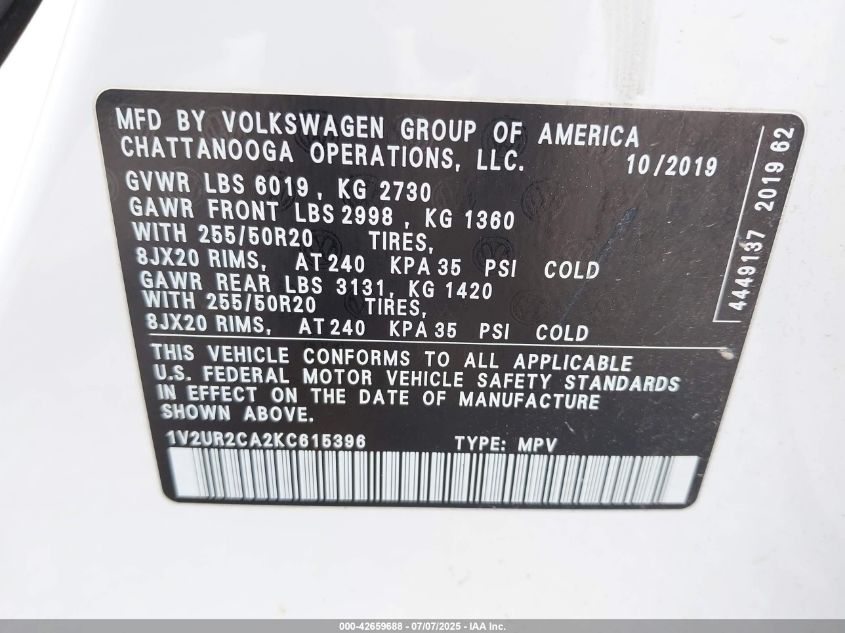 MFD BY VOLKSWAGEN GROUP OF AMERICA
CHATTANOOGA OPERATIONS, LLC. 10/2019
GVWR LBS 6019, KG 2730
GAWR FRONT LBS 2998, KG 1360
WITH 255/50R20 TIRES,
8JX20 RIMS, AT 240 KPA 35 PSI COLD
GAWR REAR LBS 3131, KG 1420
WITH 255/50R20 TIRES,
8JX20 RIMS, AT 240 KPA 35 PSI COLD
THIS VEHICLE CONFORMS TO ALL APPLICABLE
U.S. FEDERAL MOTOR VEHICLE SAFETY STANDARDS
IN EFFECT ON THE DATE OF MANUFACTURE
SHOWN ABOVE.
1V2UR2CA2KC615396 TYPE: MPV
4449137 2019 62
000-42659688 - 07/07/2025 - IAA Inc.